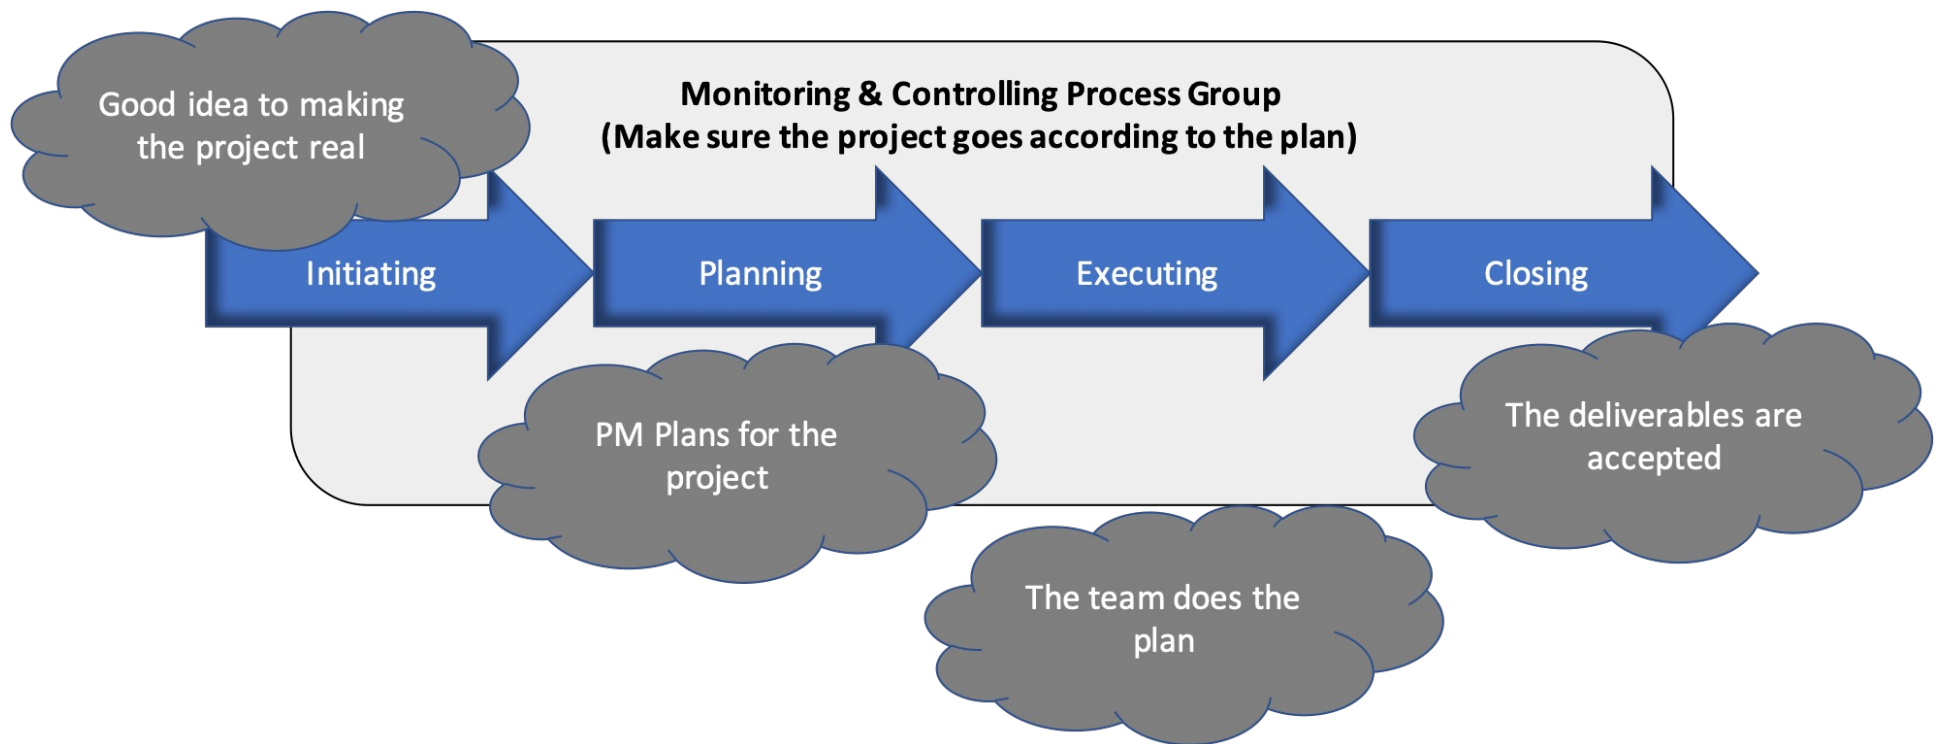 Good idea to making
the project real
Monitoring & Controlling Process Group
(Make sure the project goes according to the plan)
Initiating
Planning
Executing
Closing
PM Plans for the
project
The deliverables are
accepted
The team does the
plan